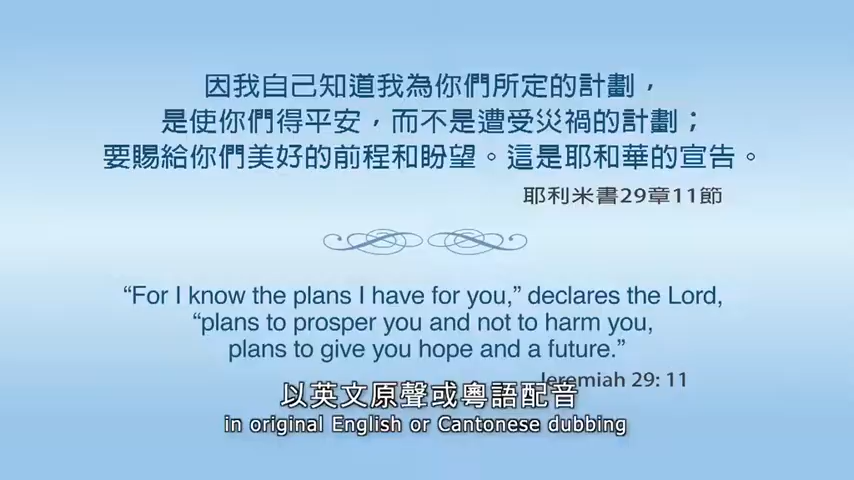 因我自己知道我為你們所定的計劃，
是使你們得平安，而不是遭受災禍的計劃；
要賜給你們美好的前程和盼望。這是耶和華的宣告。
耶利米書29章11節
“For I know the plans I have for you,” declares the Lord,
“plans to prosper you and not to harm you,
plans to give you hope and a future.”
Jeremiah 29: 11
以英文原聲或粵語配音
in original English or Cantonese dubbing